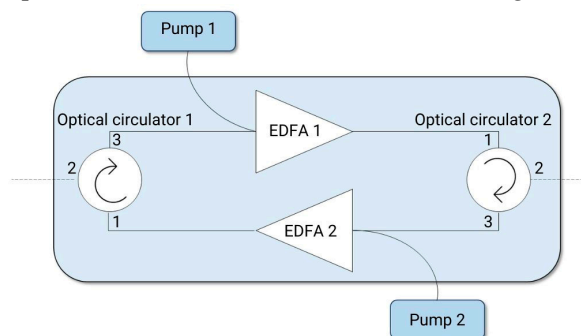 Pump 1
Optical circulator 1
EDFA 1
Optical circulator 2
3
1
2
2
1
EDFA 2
3
Pump 2